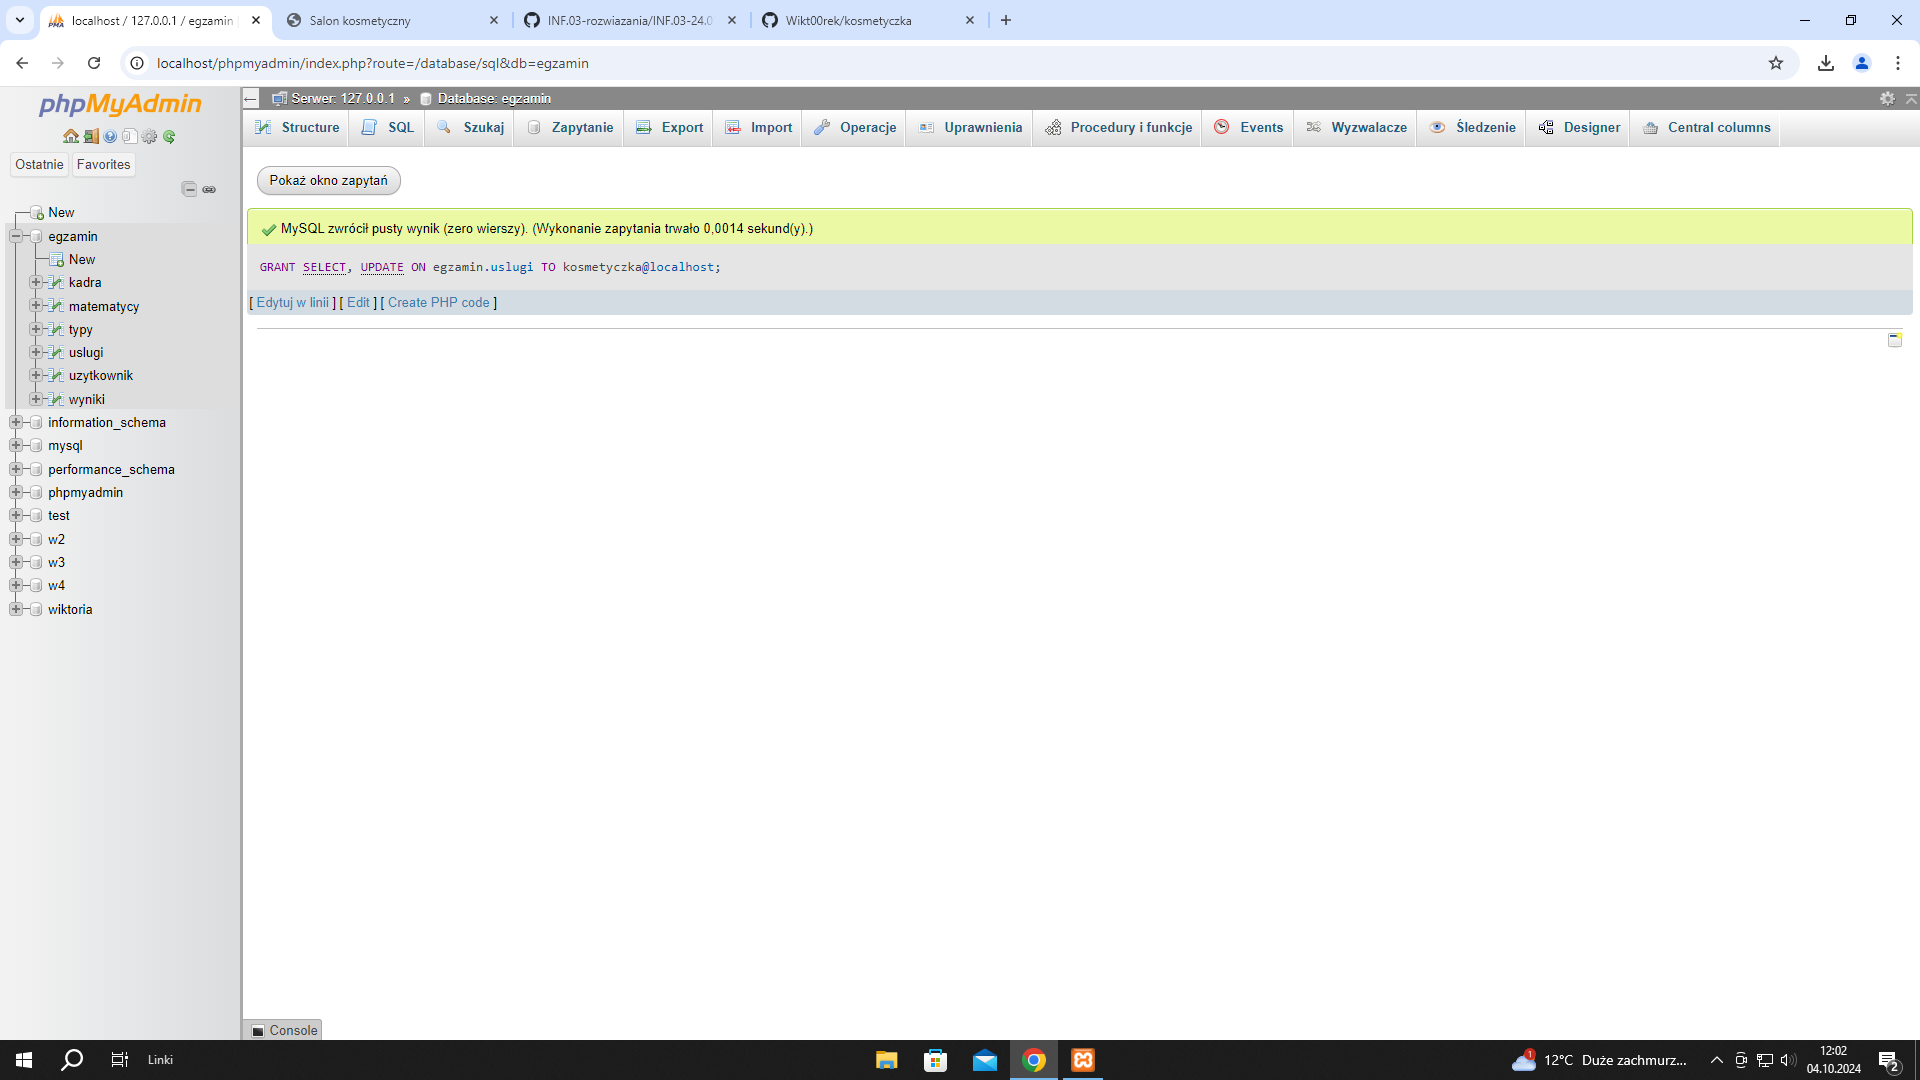 localhost / 127.0.0.1 / egzamin
Salon kosmetyczny
INF.03-rozwiazania/INF.03-24.0
Wikt00rek/kosmetyczka
localhost/phpmyadmin/index.php?route=/database/sql&db=egzamin
phpMyAdmin
Ostatnie
Favorites
New
egzamin
New
kadra
matematycy
typy
uslugi
uzytkownik
wyniki
information_schema
mysql
performance_schema
phpmyadmin
test
w2
w3
w4
wiktoria
Serwer: 127.0.0.1 » Database: egzamin
Structure SQL Szukaj Zapytanie Export Import Operacje Uprawnienia Procedury i funkcje Events Wyzwalacze Śledzenie Designer Central columns
Pokaż okno zapytań
MySQL zwrócił pusty wynik (zero wierszy). (Wykonanie zapytania trwało 0,0014 sekund(y).)
GRANT SELECT, UPDATE ON egzamin.uslugi TO kosmetyczka@localhost;
[ Edytuj w linii ] [ Edit ] [ Create PHP code ]
Console
Linki
1
12°C Duże zachmurz...
12:02
04.10.2024
2